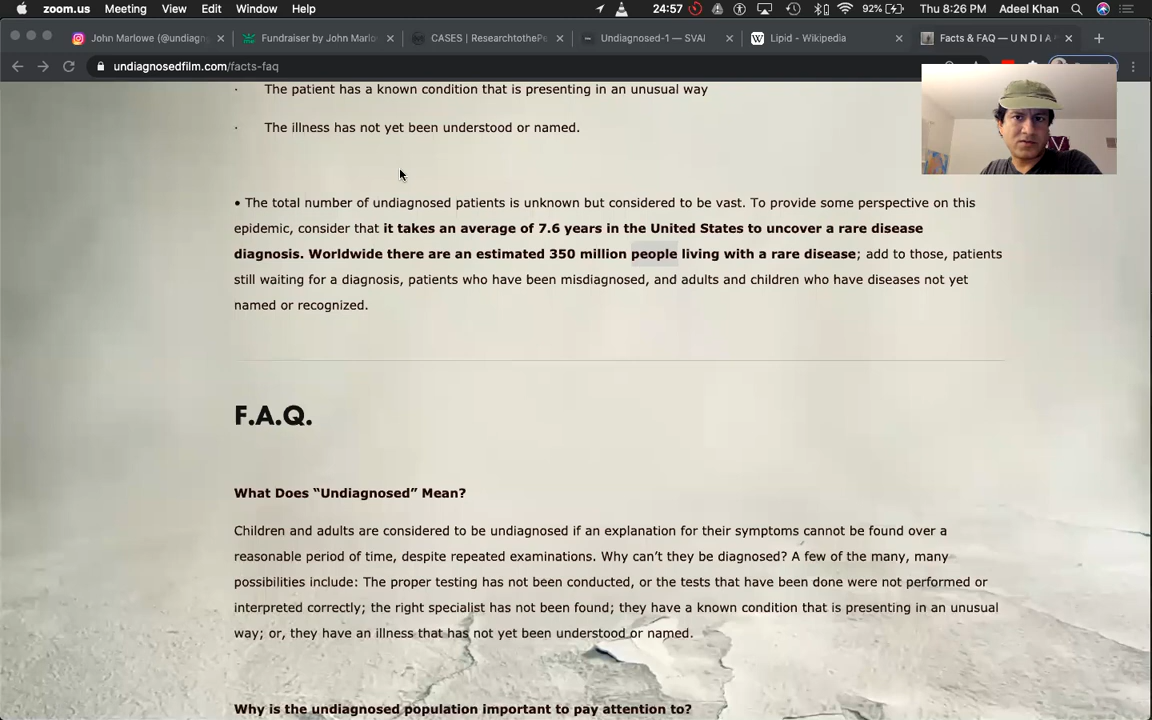 zoom.us Meeting View Edit Window Help 24:57 92% Thu 8:26 PM Adeel Khan
John Marlowe (@undiagn Fundraiser by John Marlo CASES | ResearchtotheP Undiagnosed-1 — SVAI Lipid - Wikipedia Facts & FAQ — U N D I A
undiagnosedfilm.com/facts-faq
· The patient has a known condition that is presenting in an unusual way
· The illness has not yet been understood or named.
• The total number of undiagnosed patients is unknown but considered to be vast. To provide some perspective on this
epidemic, consider that it takes an average of 7.6 years in the United States to uncover a rare disease
diagnosis. Worldwide there are an estimated 350 million people living with a rare disease; add to those, patients
still waiting for a diagnosis, patients who have been misdiagnosed, and adults and children who have diseases not yet
named or recognized.
F.A.Q.
What Does “Undiagnosed” Mean?
Children and adults are considered to be undiagnosed if an explanation for their symptoms cannot be found over a
reasonable period of time, despite repeated examinations. Why can’t they be diagnosed? A few of the many, many
possibilities include: The proper testing has not been conducted, or the tests that have been done were not performed or
interpreted correctly; the right specialist has not been found; they have a known condition that is presenting in an unusual
way; or, they have an illness that has not yet been understood or named.
Why is the undiagnosed population important to pay attention to?